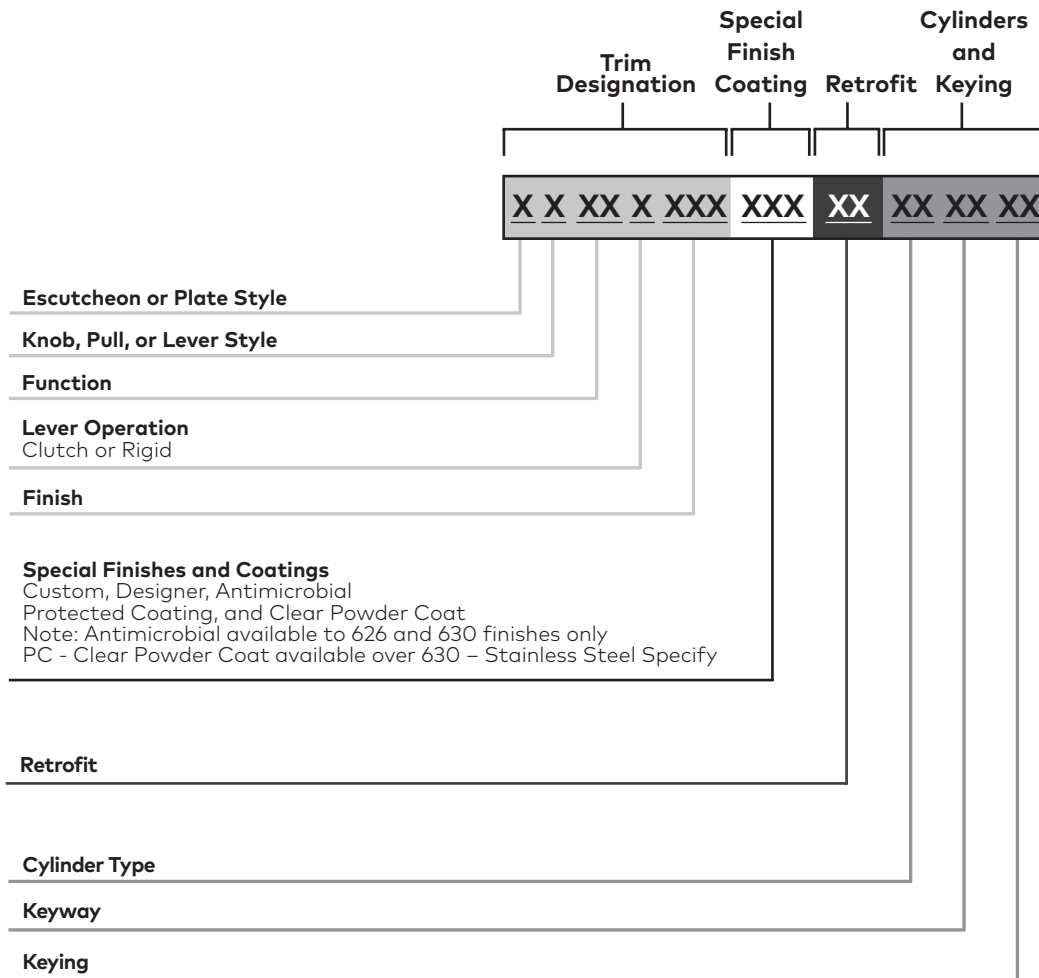 Trim
Designation
Special
Finish
Coating
Retrofit
Cylinders
and
Keying
X X XX X XXX XXX XX XX XX XX
Escutcheon or Plate Style
Knob, Pull, or Lever Style
Function
Lever Operation
Clutch or Rigid
Finish
Special Finishes and Coatings
Custom, Designer, Antimicrobial
Protected Coating, and Clear Powder Coat
Note: Antimicrobial available to 626 and 630 finishes only
PC - Clear Powder Coat available over 630 – Stainless Steel Specify
Retrofit
Cylinder Type
Keyway
Keying